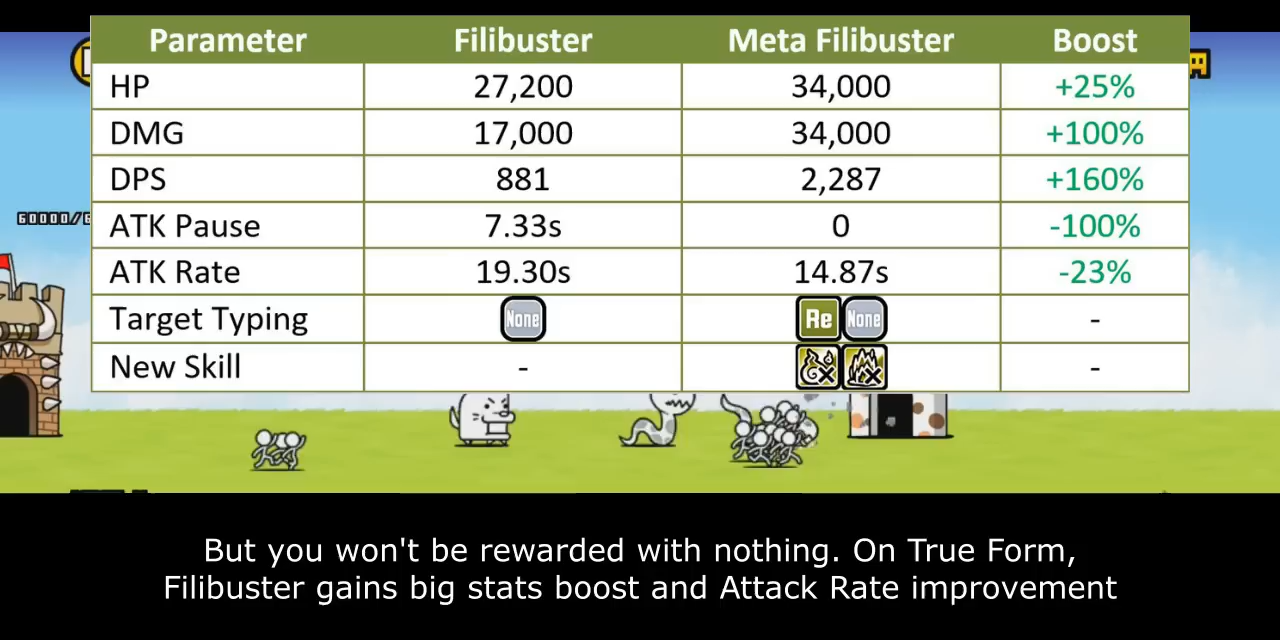 Parameter Filibuster Meta Filibuster Boost
HP 27,200 34,000 +25%
DMG 17,000 34,000 +100%
DPS 881 2,287 +160%
ATK Pause 7.33s 0 -100%
ATK Rate 19.30s 14.87s -23%
Target Typing None Re None -
New Skill - -
But you won't be rewarded with nothing. On True Form,
Filibuster gains big stats boost and Attack Rate improvement